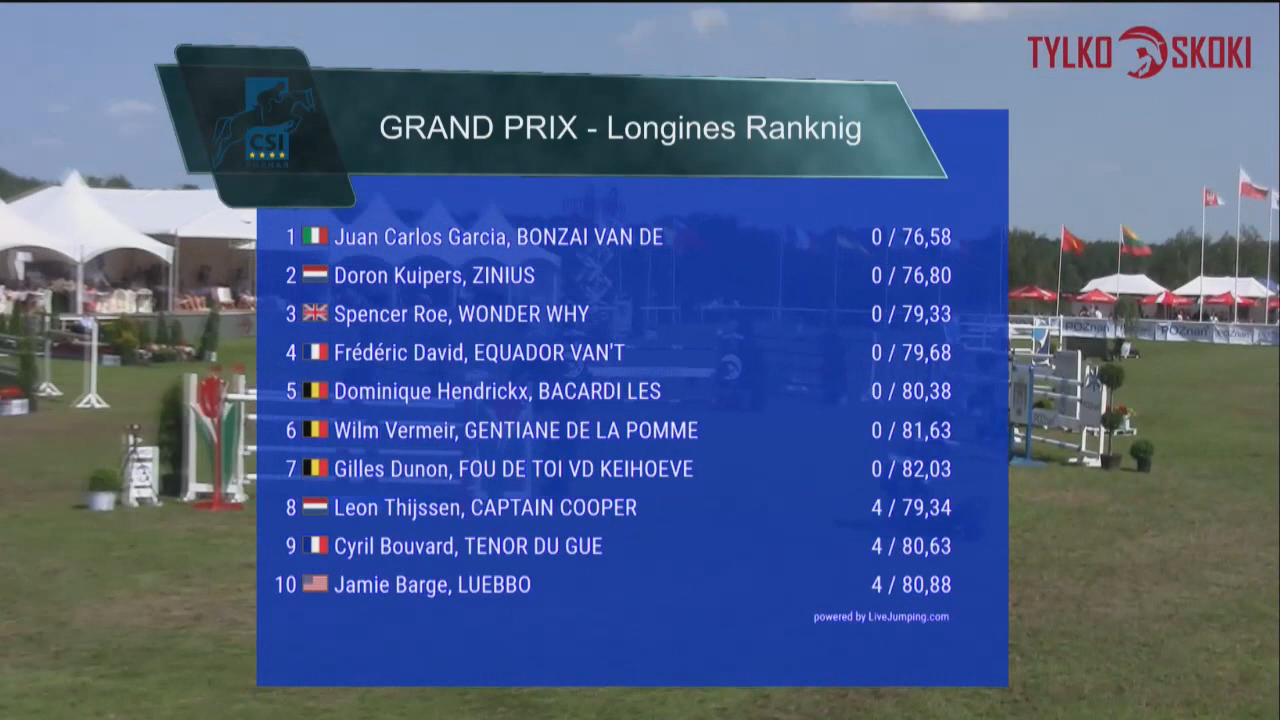 TYLKO SKOKI
GRAND PRIX - Longines Ranknig
CSI
POZNAŃ
1 Juan Carlos Garcia, BONZAI VAN DE 0 / 76,58
2 Doron Kuipers, ZINIUS 0 / 76,80
3 Spencer Roe, WONDER WHY 0 / 79,33
4 Frédéric David, EQUADOR VAN'T 0 / 79,68
5 Dominique Hendrickx, BACARDI LES 0 / 80,38
6 Wilm Vermeir, GENTIANE DE LA POMME 0 / 81,63
7 Gilles Dunon, FOU DE TOI VD KEIHOEVE 0 / 82,03
8 Leon Thijssen, CAPTAIN COOPER 4 / 79,34
9 Cyril Bouvard, TENOR DU GUE 4 / 80,63
10 Jamie Barge, LUEBBO 4 / 80,88
powered by LiveJumping.com
POZnań POZnań